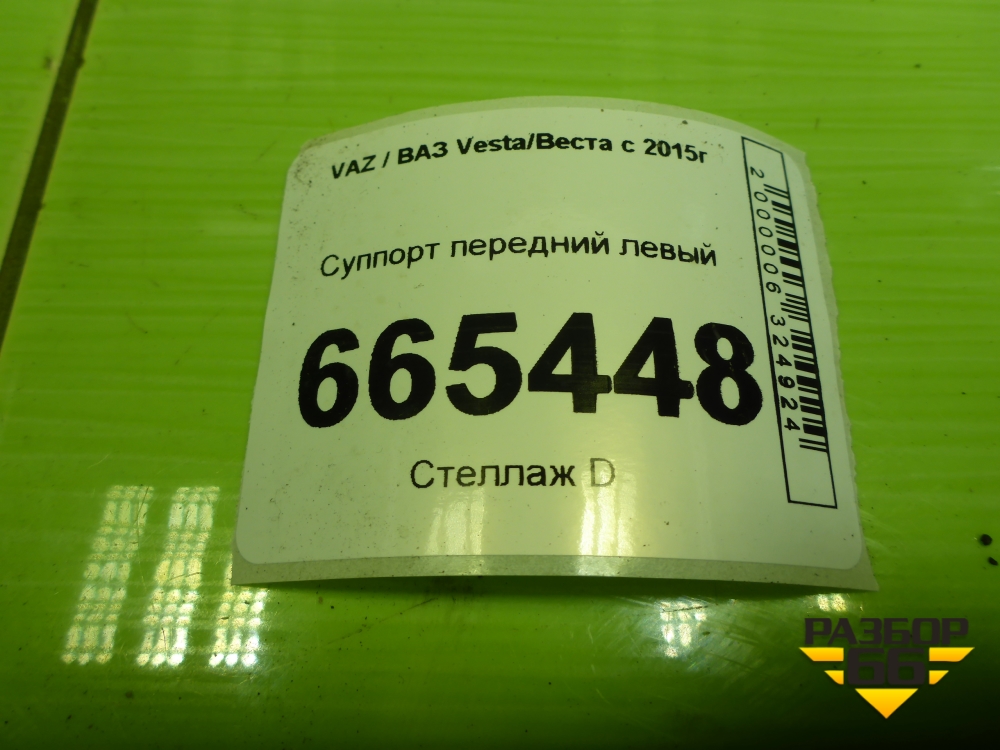 VAZ / ВАЗ Vesta/Веста с 2015г
Суппорт передний левый
665448
Стеллаж D
2000006324924
РАЗБОР
66